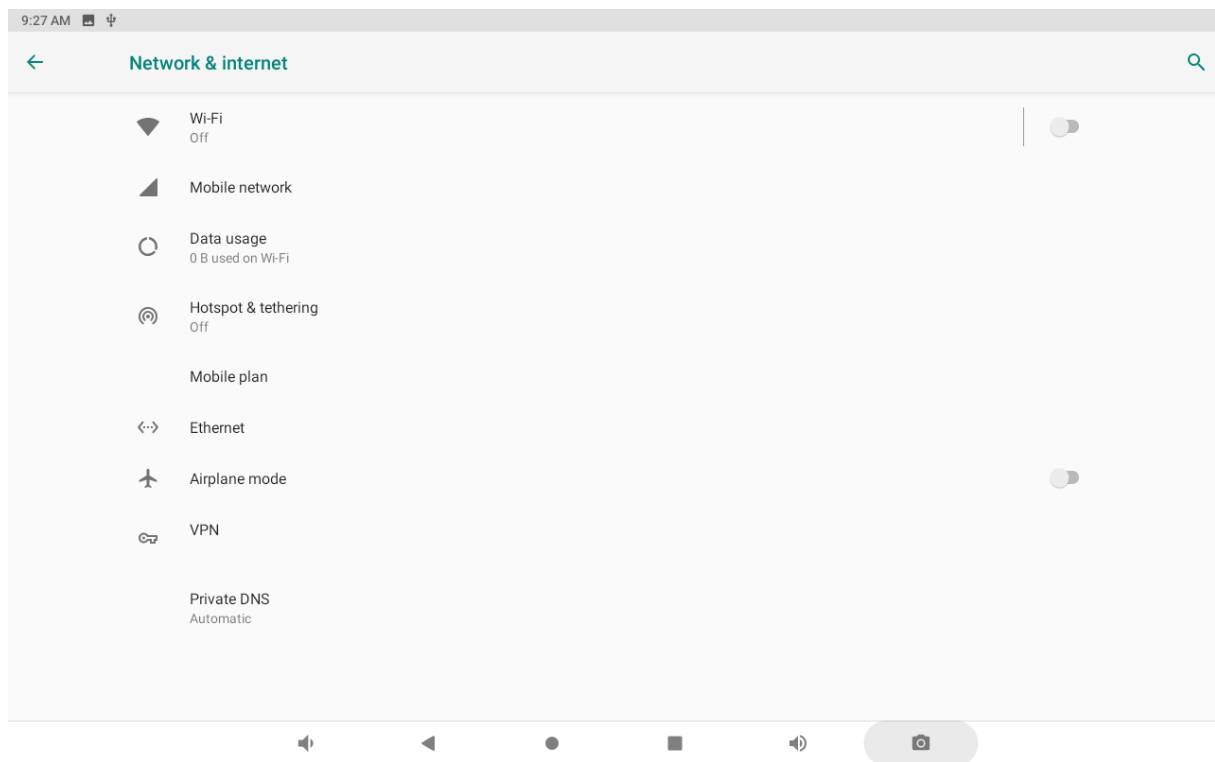 9:27 AM
Network & internet
Wi-Fi
Off
Mobile network
Data usage
0 B used on Wi-Fi
Hotspot & tethering
Off
Mobile plan
Ethernet
Airplane mode
VPN
Private DNS
Automatic